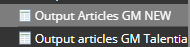 Output Articles GM NEW
Output articles GM Talentia